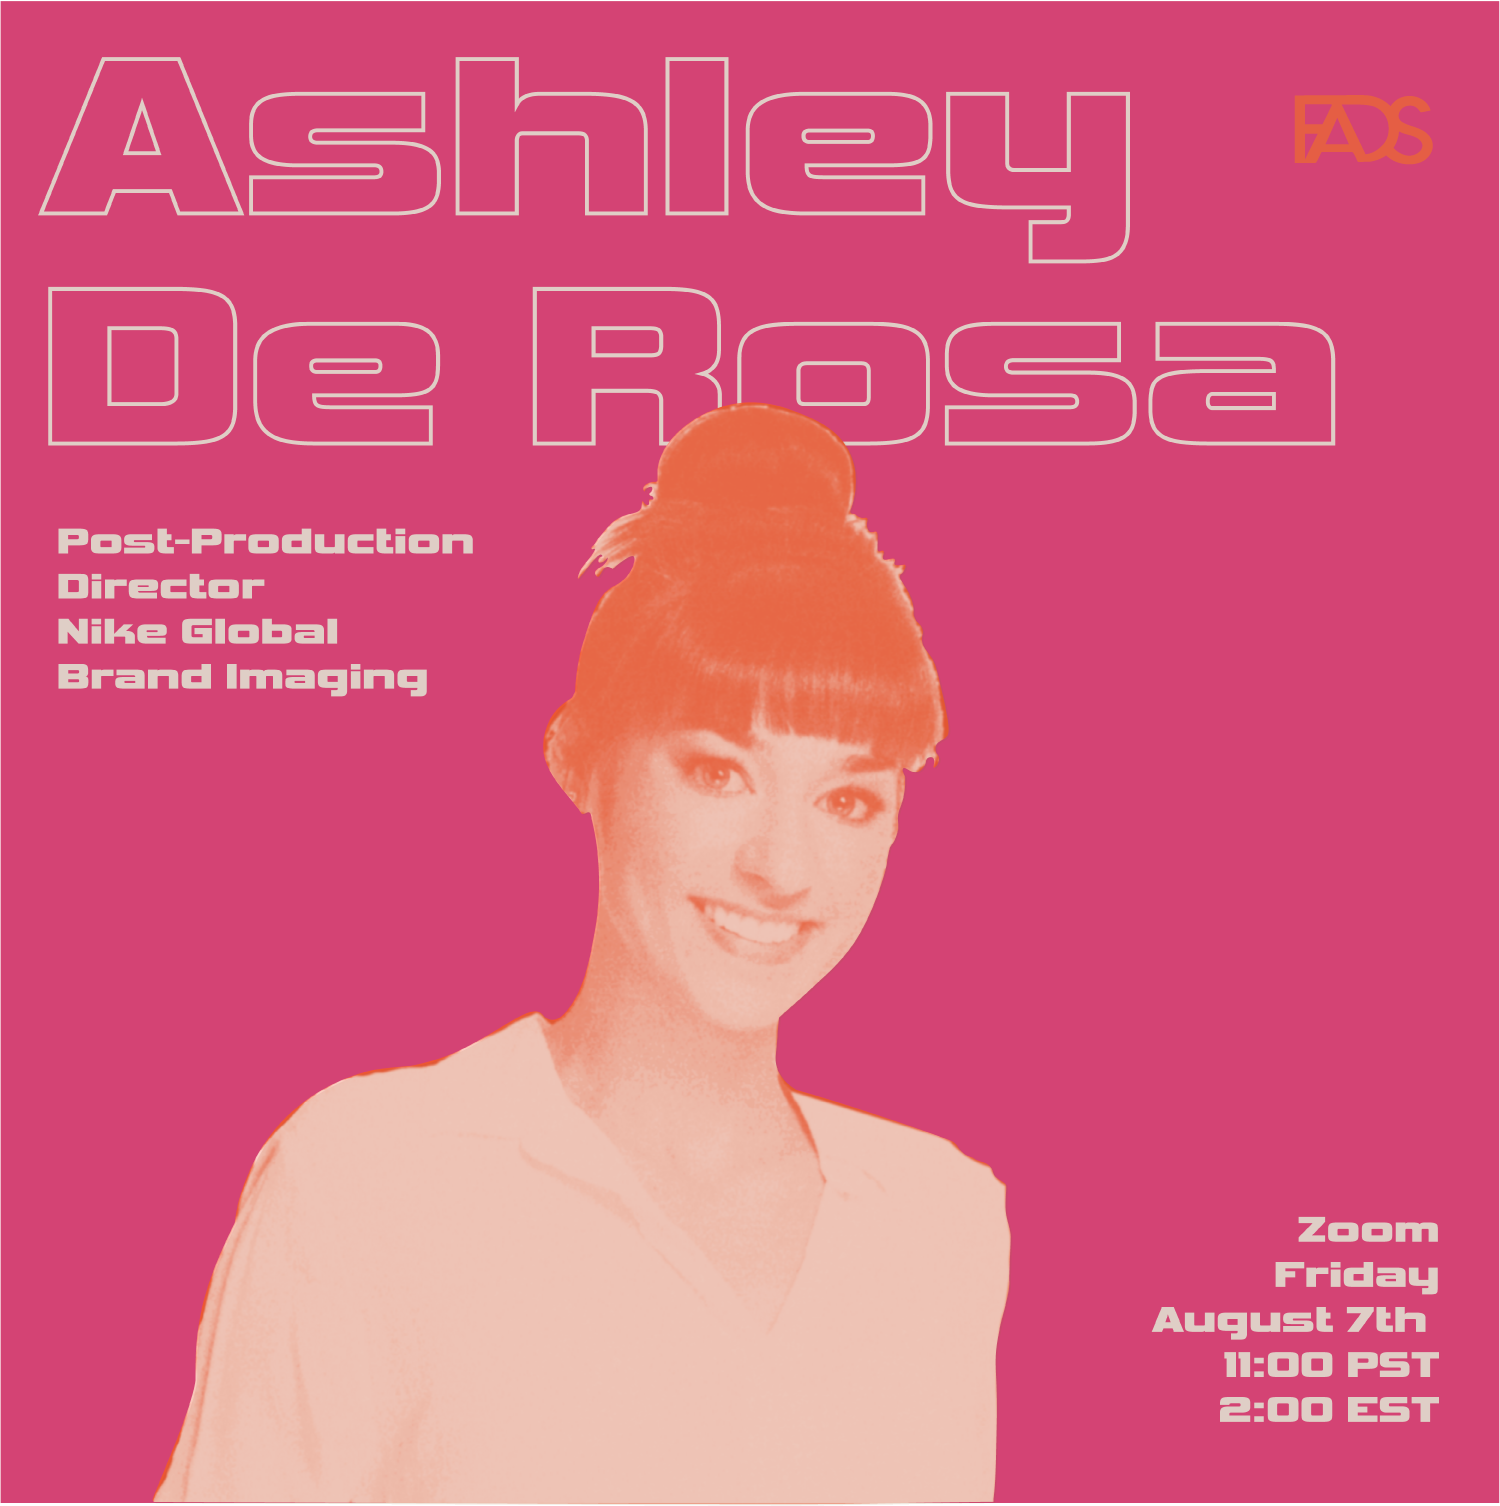 Ashley
FADS
De Rosa
Post-Production
Director
Nike Global
Brand Imaging
Zoom
Friday
August 7th
11:00 PST
2:00 EST